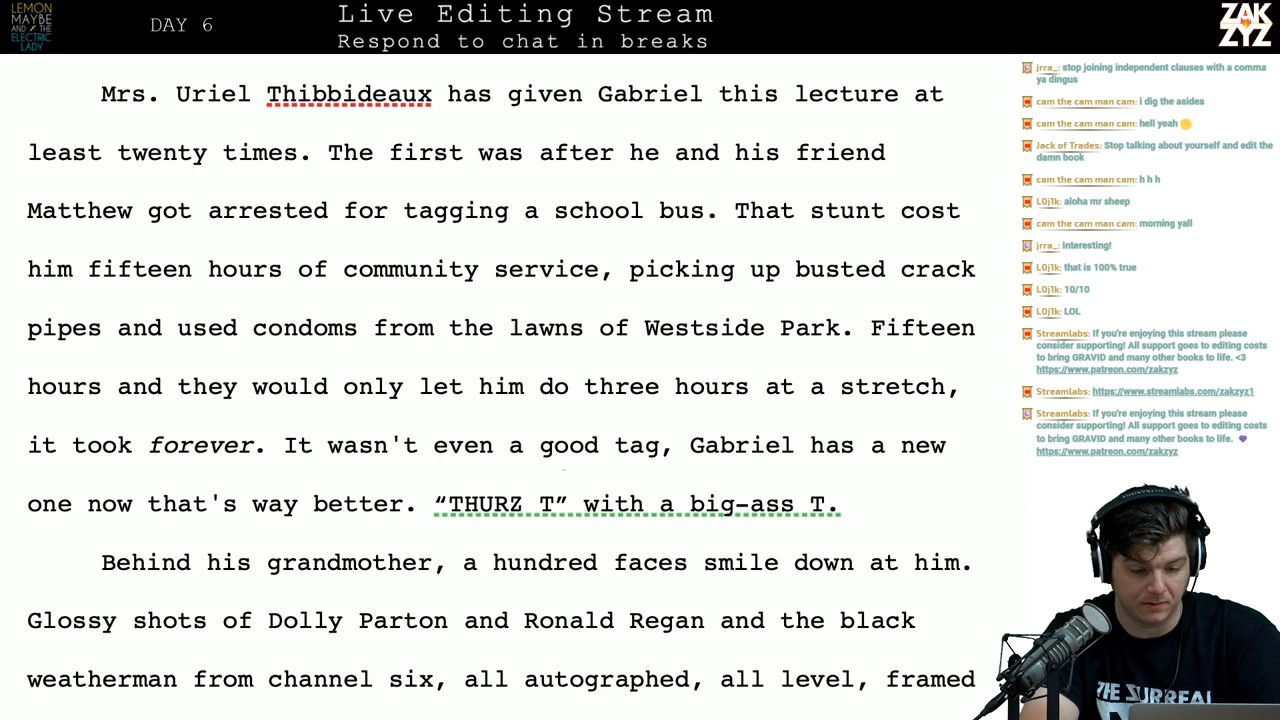 LEMON
MAYBE
AND THE
ELECTRIC
LADY
DAY 6
Live Editing Stream
Respond to chat in breaks
ZAK
ZYZ
Mrs. Uriel Thibbideaux has given Gabriel this lecture at
least twenty times. The first was after he and his friend
Matthew got arrested for tagging a school bus. That stunt cost
him fifteen hours of community service, picking up busted crack
pipes and used condoms from the lawns of Westside Park. Fifteen
hours and they would only let him do three hours at a stretch,
it took forever. It wasn't even a good tag, Gabriel has a new
one now that's way better. “THURZ T” with a big-ass T.
Behind his grandmother, a hundred faces smile down at him.
Glossy shots of Dolly Parton and Ronald Regan and the black
weatherman from channel six, all autographed, all level, framed
jrra_: stop joining independent clauses with a comma
ya dingus
cam the cam man cam: i dig the asides
cam the cam man cam: hell yeah ✊
Jack of Trades: Stop talking about yourself and edit the
damn book
cam the cam man cam: h h h
L0j1k: aloha mr sheep
cam the cam man cam: morning yall
jrra_: interesting!
L0j1k: that is 100% true
L0j1k: 10/10
L0j1k: LOL
Streamlabs: If you're enjoying this stream please
consider supporting! All support goes to editing costs
to bring GRAVID and many other books to life. <3
https://www.patreon.com/zakzyz
Streamlabs: https://www.streamlabs.com/zakzyz1
Streamlabs: If you're enjoying this stream please
consider supporting! All support goes to editing costs
to bring GRAVID and many other books to life. 💜
https://www.patreon.com/zakzyz
THE SURREAL